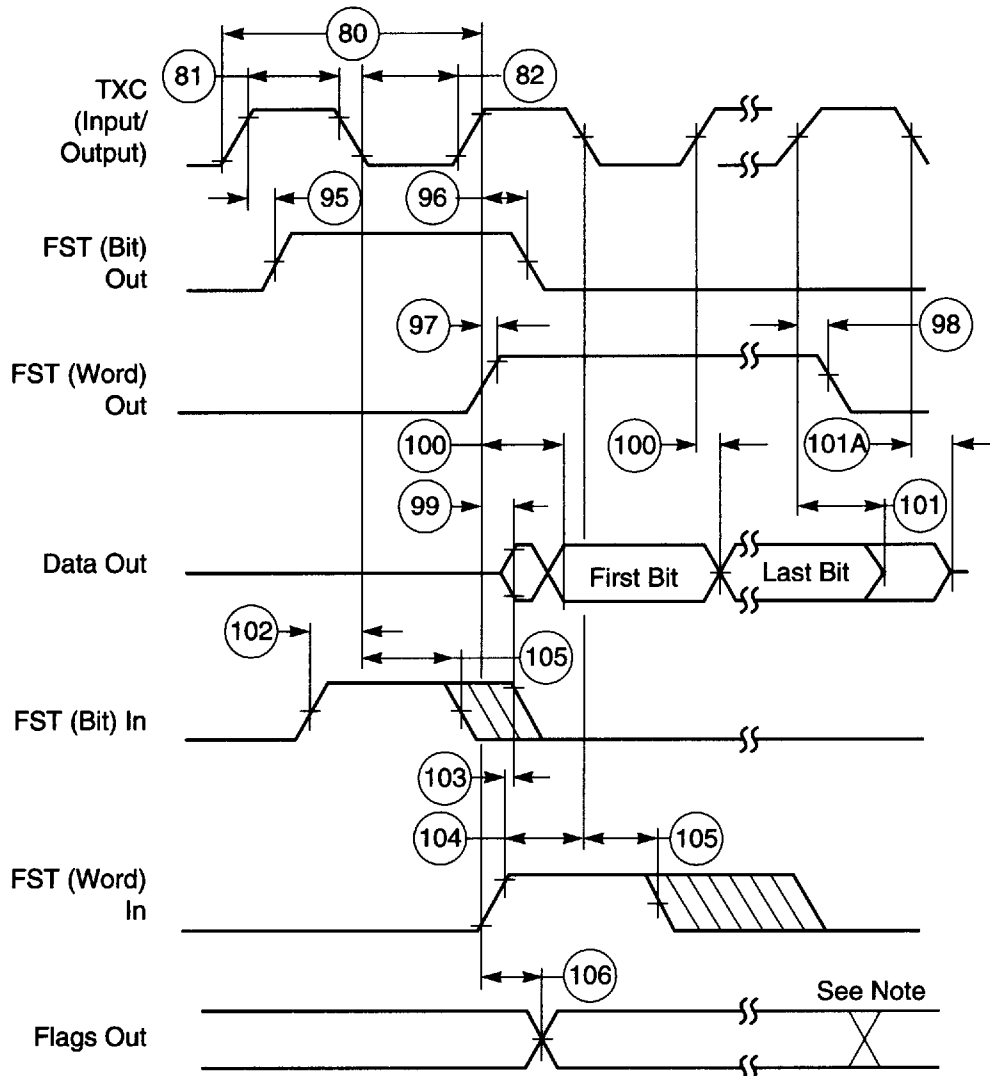 80
81
82
TXC
(Input/
Output)
95
96
FST (Bit)
Out
97
98
FST (Word)
Out
100
100
101A
99
101
Data Out
First Bit
Last Bit
102
105
FST (Bit) In
103
104
105
FST (Word)
In
106
See Note
Flags Out